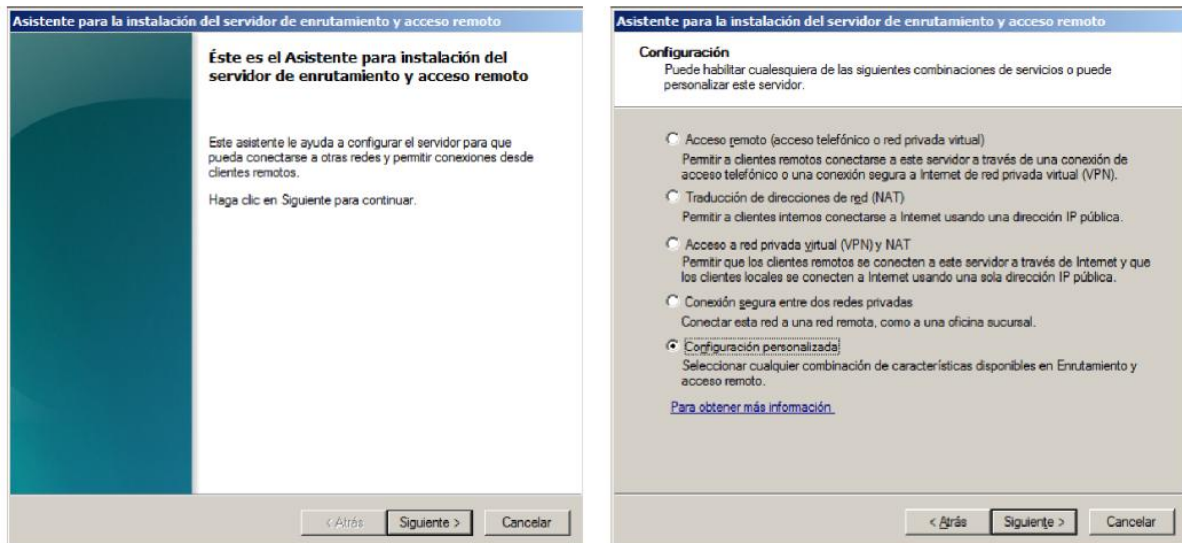 Asistente para la instalación del servidor de enrutamiento y acceso remoto
Éste es el Asistente para instalación del
servidor de enrutamiento y acceso remoto
Este asistente le ayuda a configurar el servidor para que
pueda conectarse a otras redes y permitir conexiones desde
clientes remotos.
Haga clic en Siguiente para continuar.
< Atrás
Siguiente >
Cancelar
Asistente para la instalación del servidor de enrutamiento y acceso remoto
Configuración
Puede habilitar cualesquiera de las siguientes combinaciones de servicios o puede
personalizar este servidor.
Acceso remoto (acceso telefónico o red privada virtual)
Permitir a clientes remotos conectarse a este servidor a través de una conexión de
acceso telefónico o una conexión segura a Internet de red privada virtual (VPN).
Traducción de direcciones de red (NAT)
Permitir a clientes internos conectarse a Internet usando una dirección IP pública.
Acceso a red privada virtual (VPN) y NAT
Permitir que los clientes remotos se conecten a este servidor a través de Internet y que
los clientes locales se conecten a Internet usando una sola dirección IP pública.
Conexión segura entre dos redes privadas
Conectar esta red a una red remota, como a una oficina sucursal.
Configuración personalizada
Seleccionar cualquier combinación de características disponibles en Enrutamiento y
acceso remoto.
Para obtener más información
< Atrás
Siguiente >
Cancelar